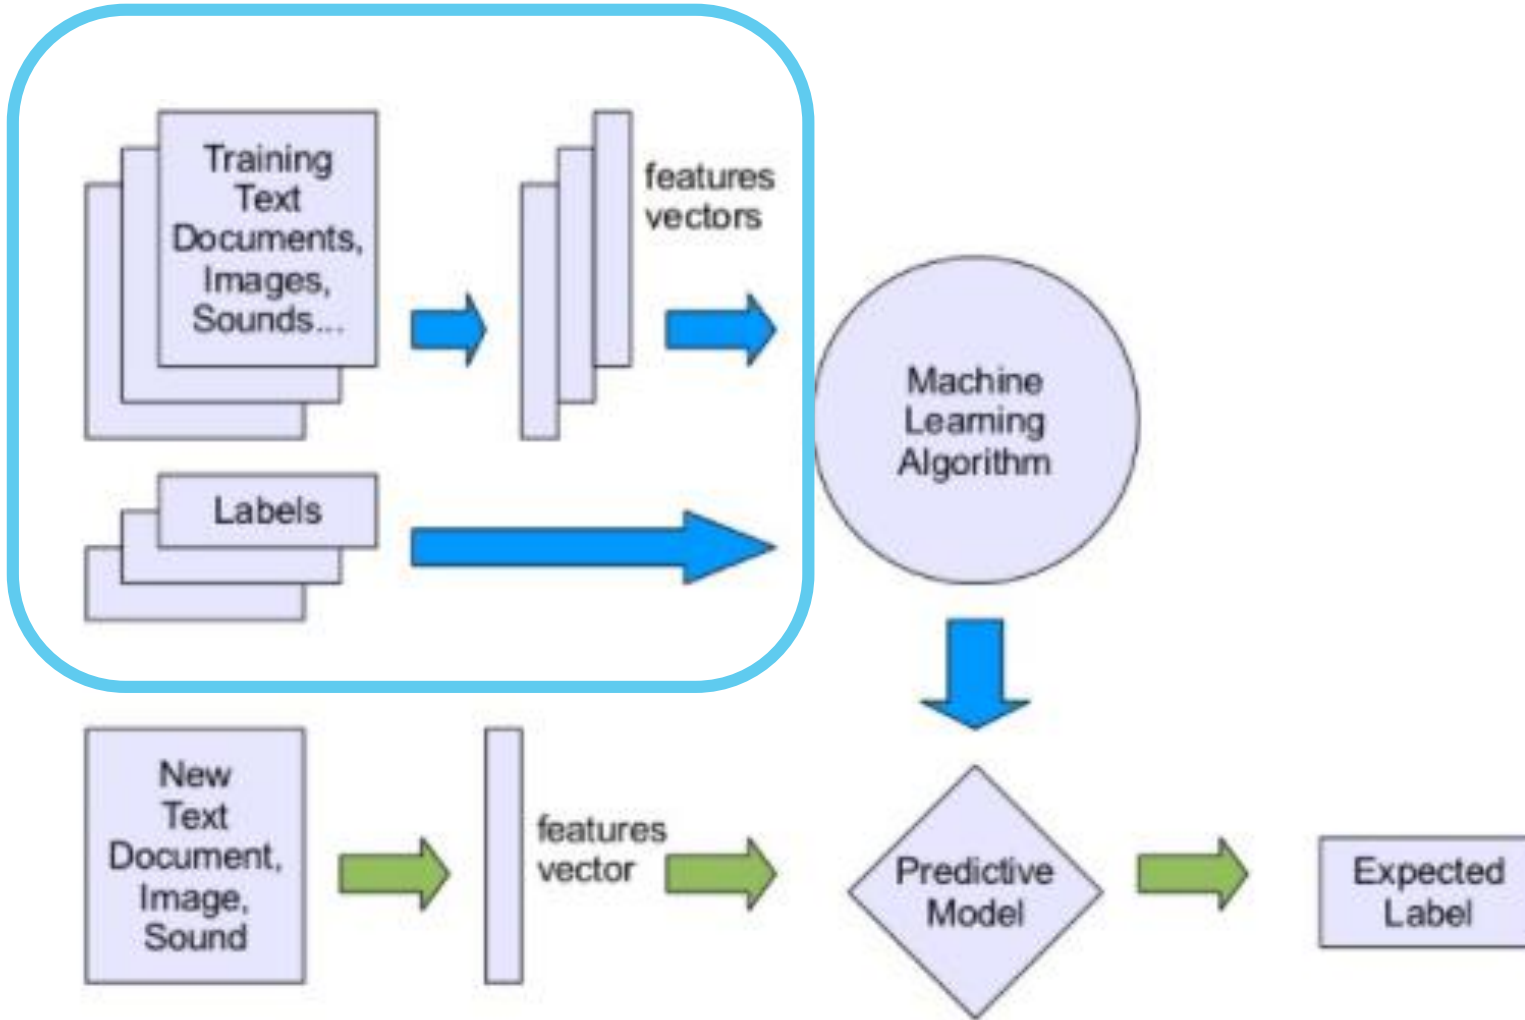 Training
Text
Documents,
Images,
Sounds...
features
vectors
Machine
Learning
Algorithm
Labels
New
Text
Document,
Image,
Sound
features
vector
Predictive
Model
Expected
Label